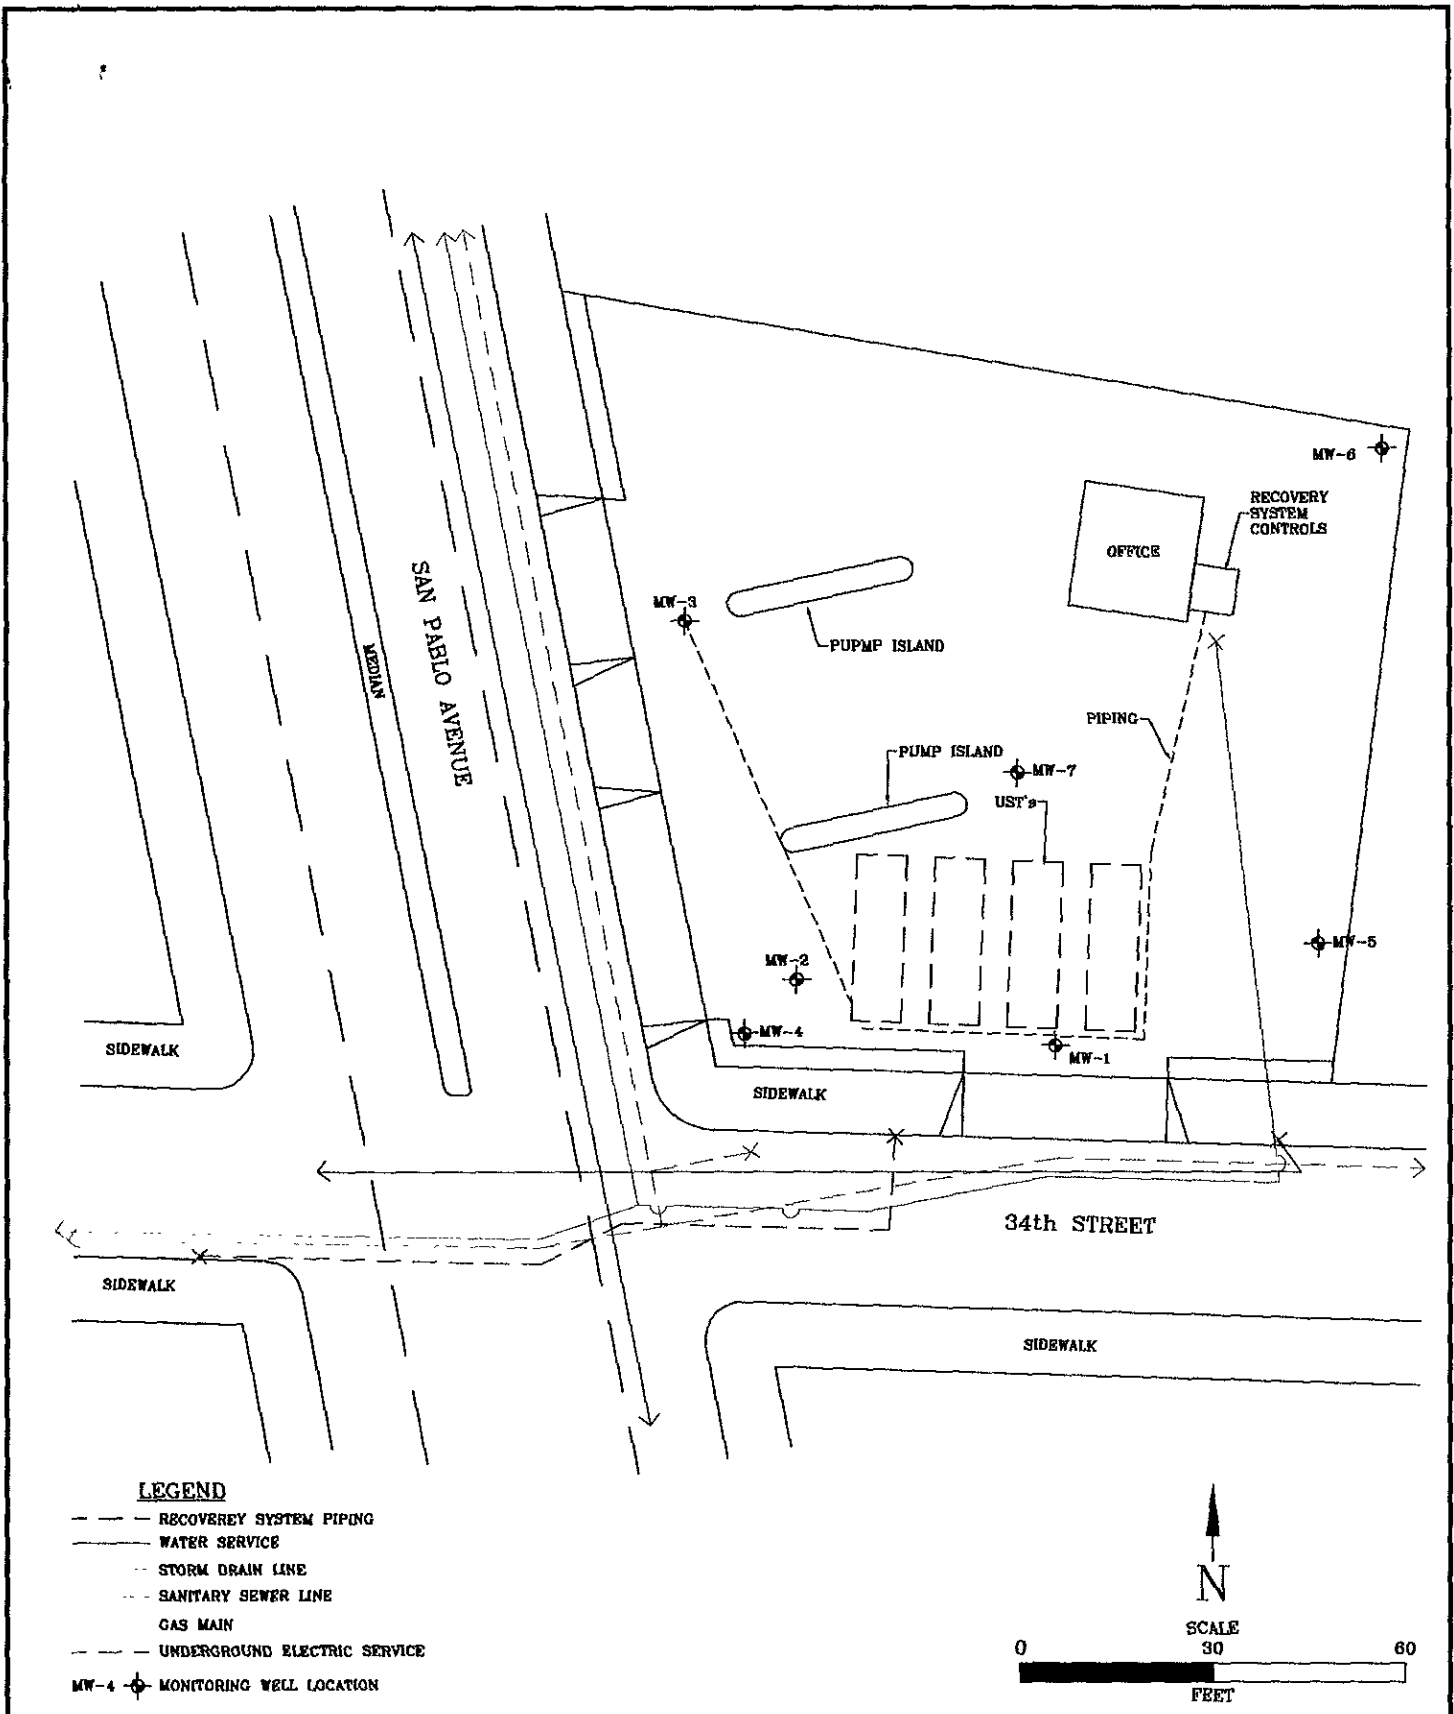 MW-6
RECOVERY
SYSTEM
CONTROLS
OFFICE
MW-3
PUPMP ISLAND
SAN PABLO AVENUE
MEDIAN
PIPING
PUMP ISLAND
MW-7
UST's
MW-5
MW-2
MW-4
MW-1
SIDEWALK
SIDEWALK
34th STREET
SIDEWALK
SIDEWALK
LEGEND
RECOVEREY SYSTEM PIPING
WATER SERVICE
STORM DRAIN LINE
SANITARY SEWER LINE
GAS MAIN
UNDERGROUND ELECTRIC SERVICE
MW-4 MONITORING WELL LOCATION
N
SCALE
0 30 60
FEET